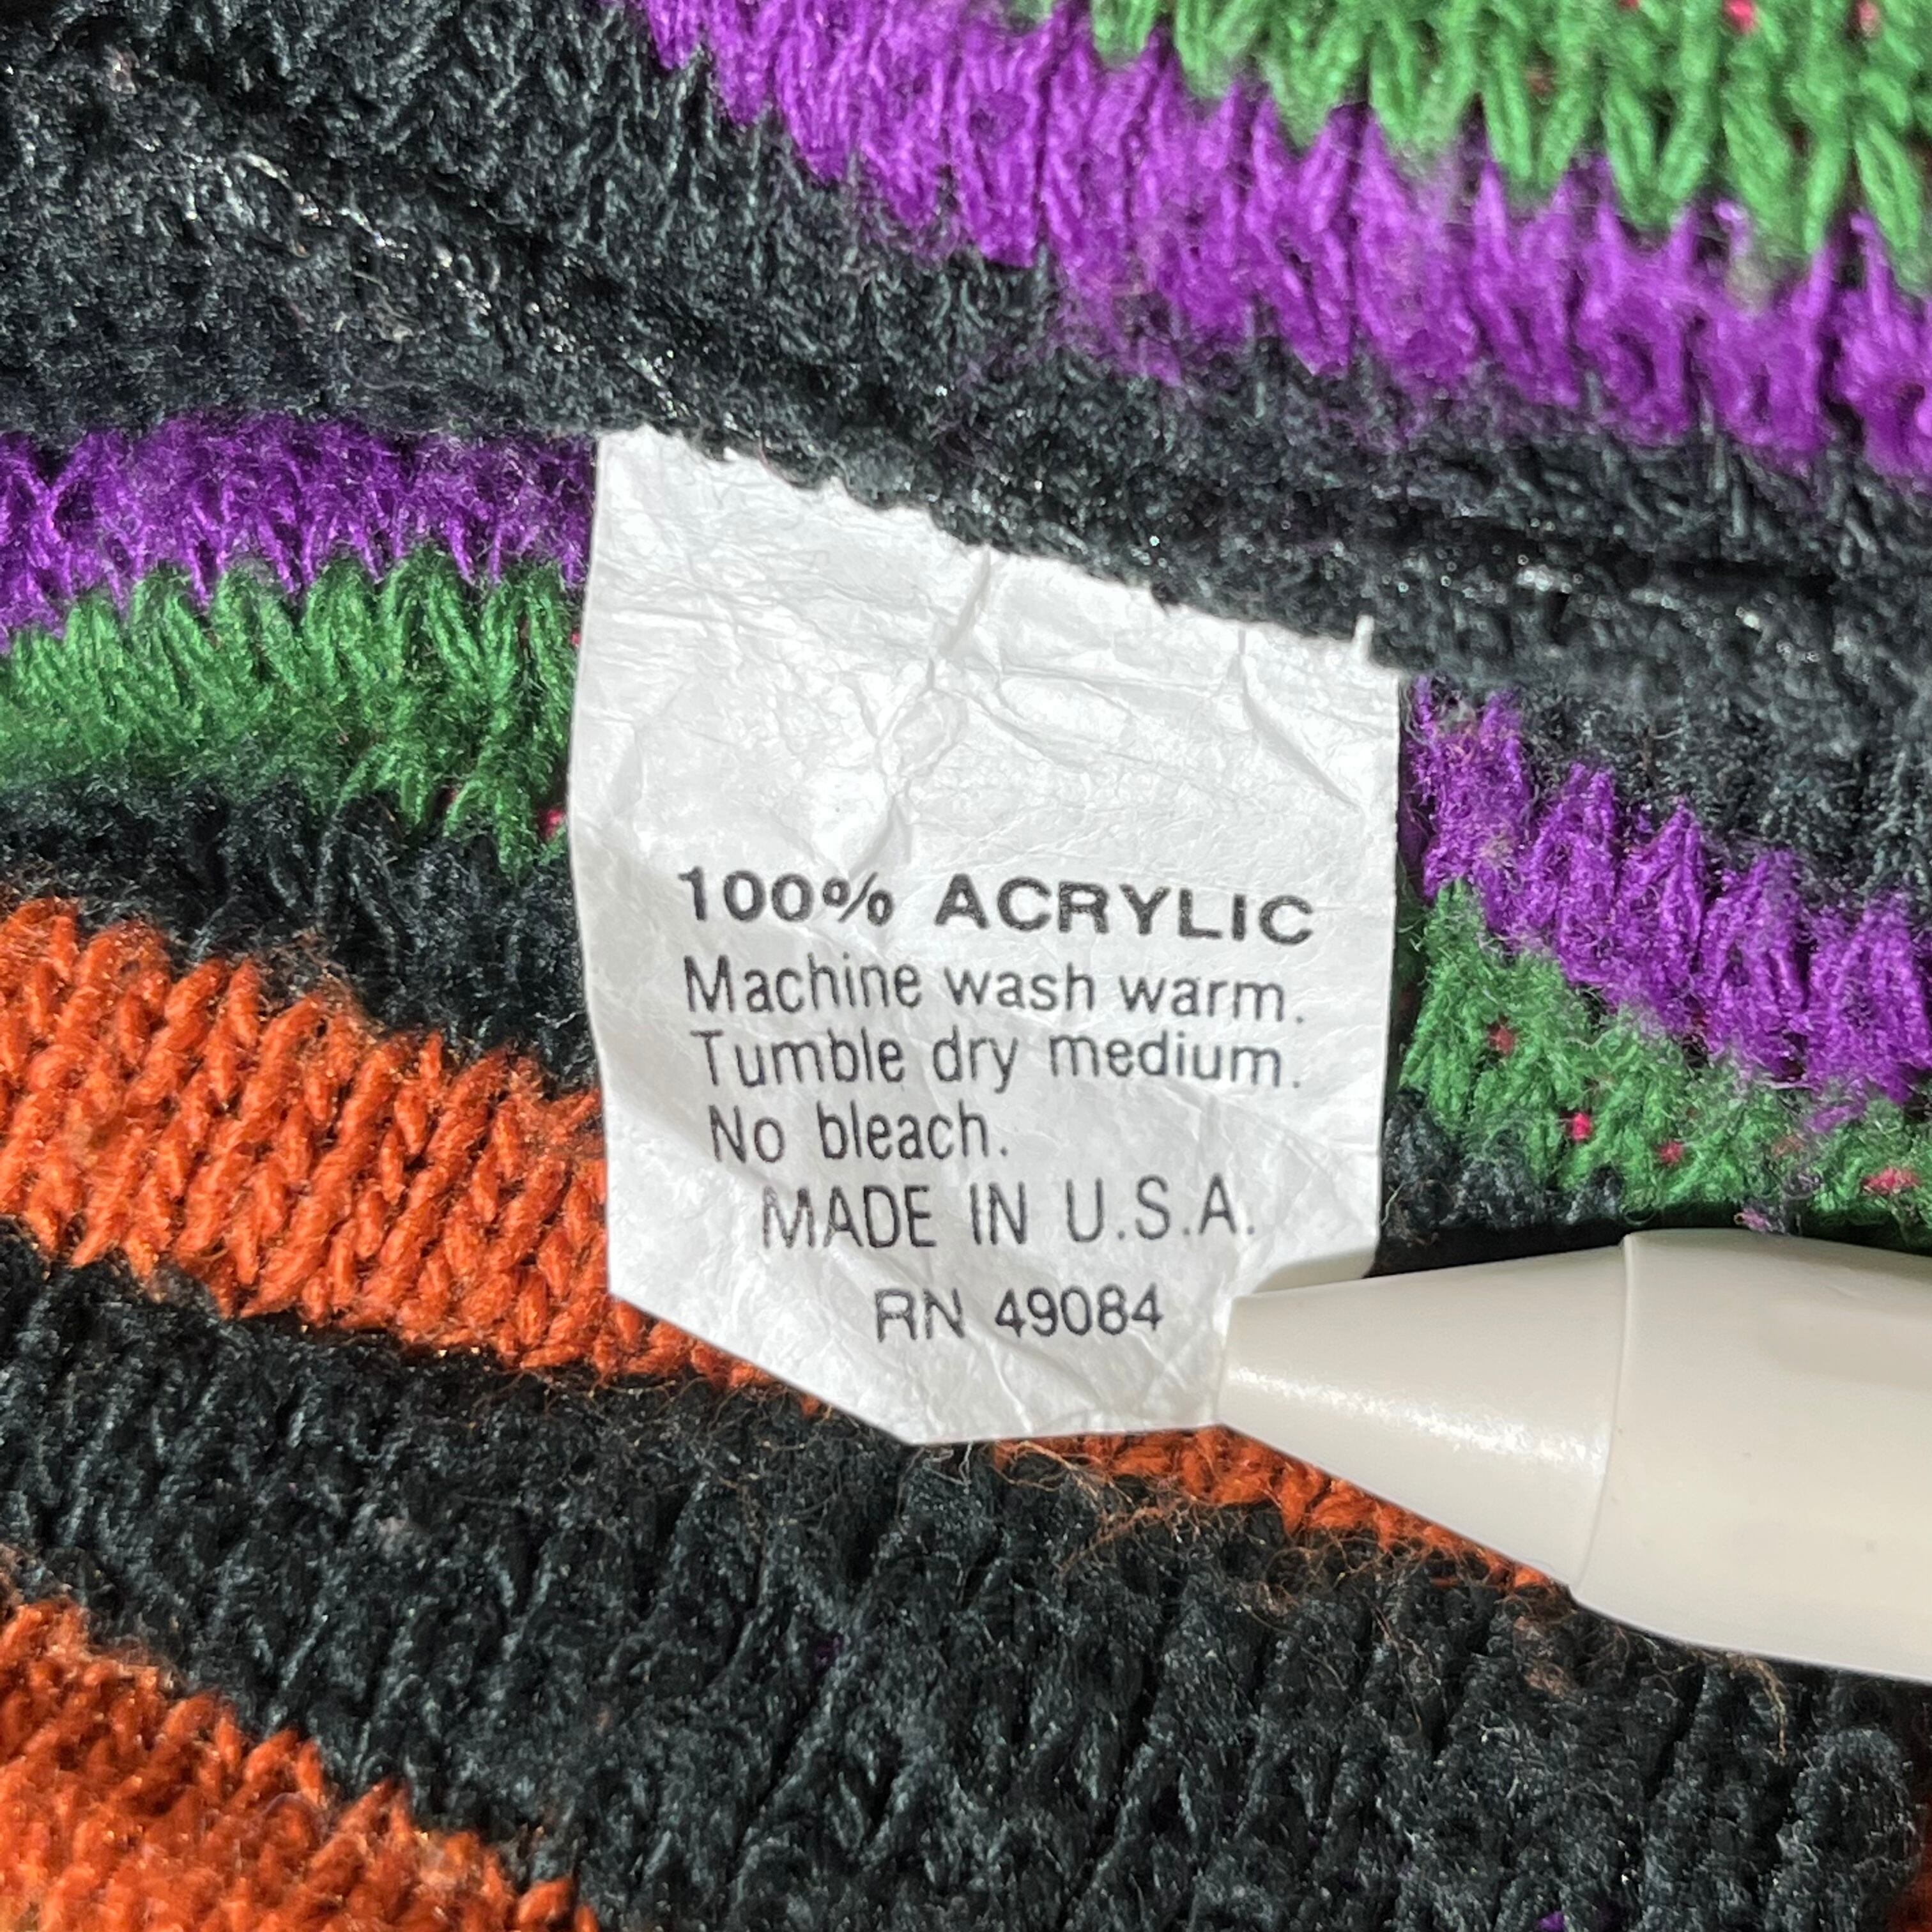 100% ACRYLIC
Machine wash warm.
Tumble dry medium.
No bleach.
MADE IN U.S.A.
RN 49084